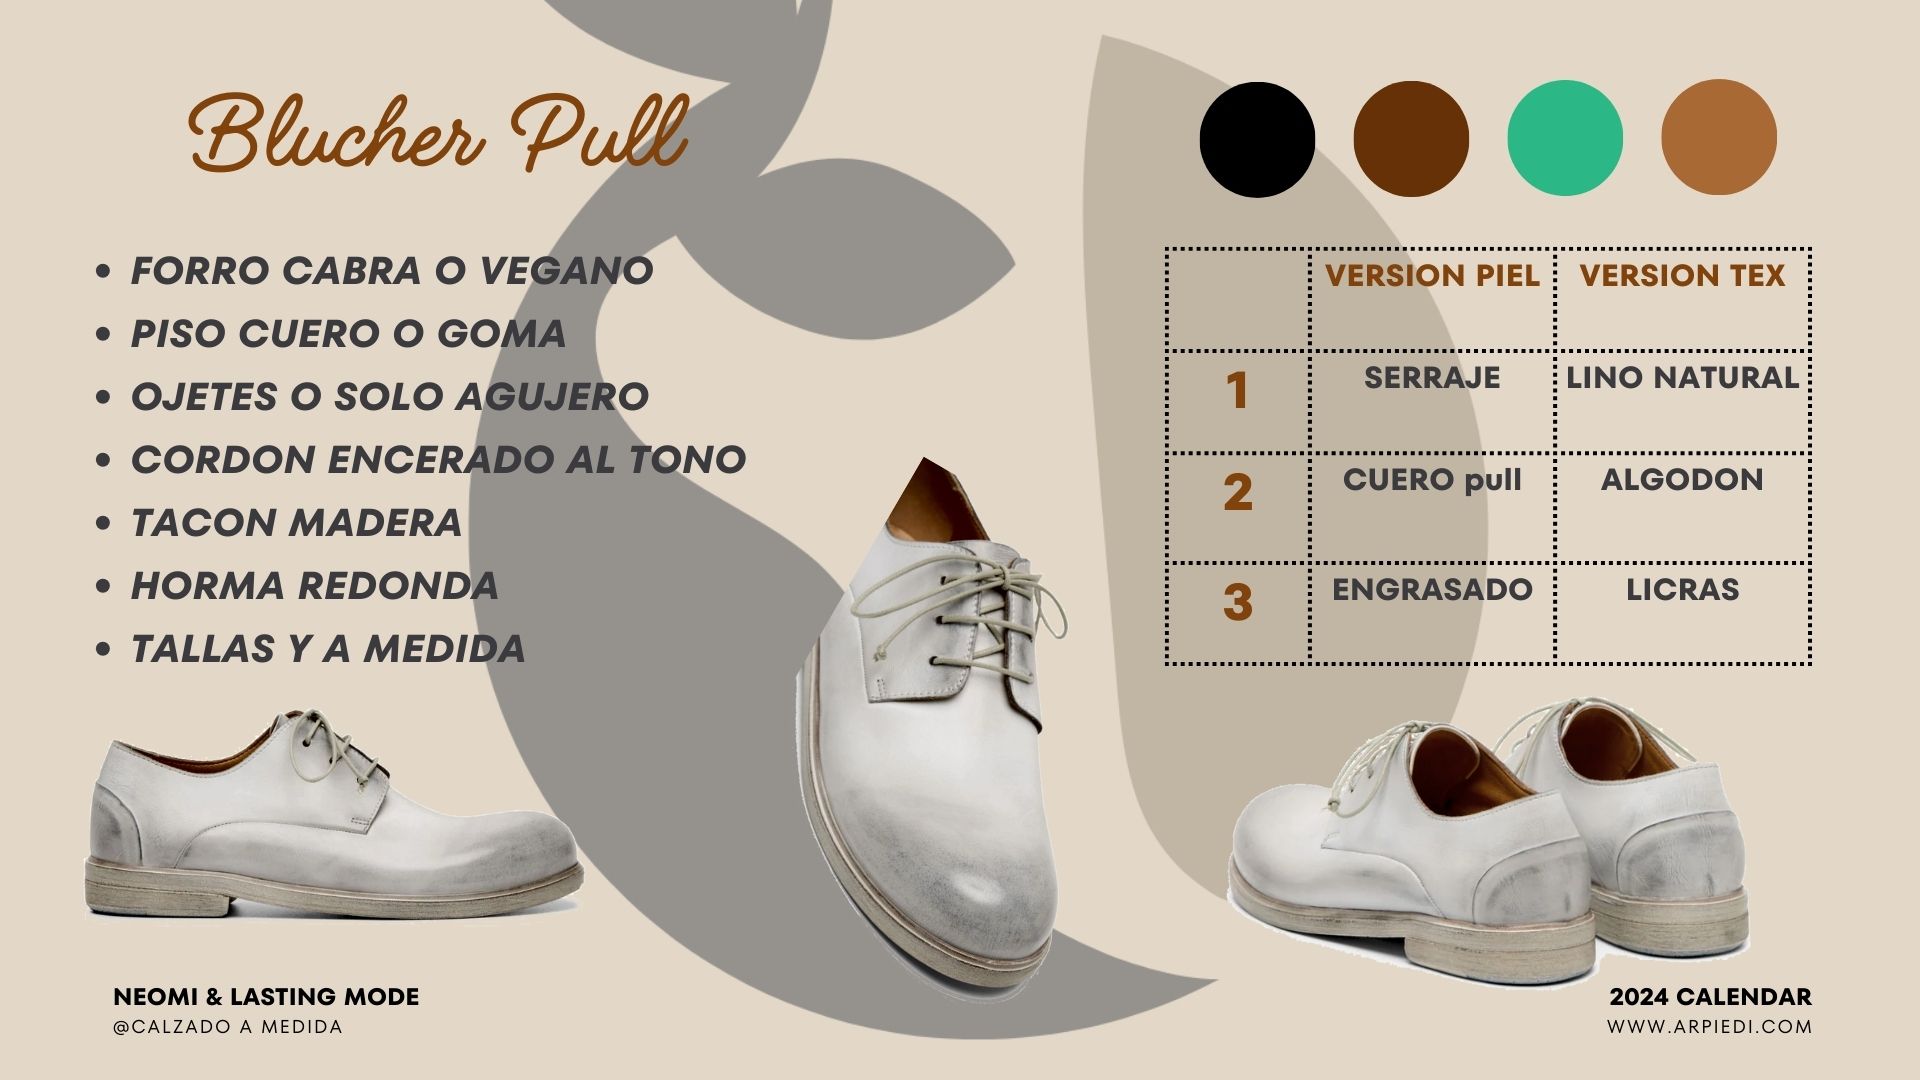 Blucher Pull
• FORRO CABRA O VEGANO
• PISO CUERO O GOMA
• OJETES O SOLO AGUJERO
• CORDON ENCERADO AL TONO
• TACON MADERA
• HORMA REDONDA
• TALLAS Y A MEDIDA
VERSION PIEL VERSION TEX
1 SERRAJE LINO NATURAL
2 CUERO pull ALGODON
3 ENGRASADO LICRAS
NEOMI & LASTING MODE
@CALZADO A MEDIDA
2024 CALENDAR
WWW.ARPIEDI.COM